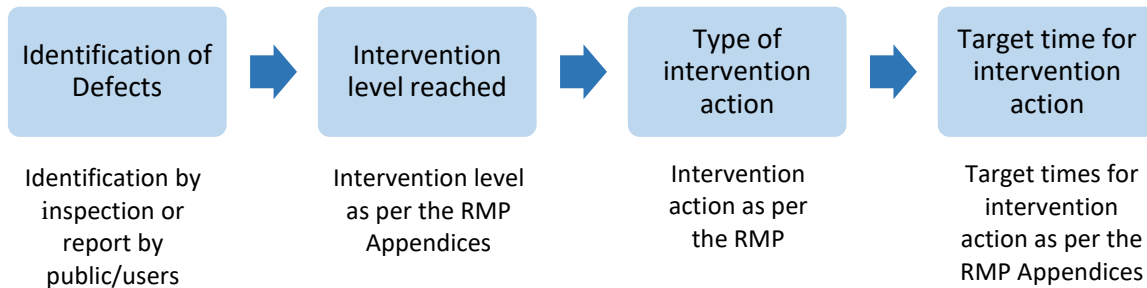 Identification of
Defects
Intervention
level reached
Type of
intervention
action
Target time for
intervention
action
Identification by
inspection or
report by
public/users
Intervention level
as per the RMP
Appendices
Intervention
action as per
the RMP
Target times for
intervention
action as per the
RMP Appendices